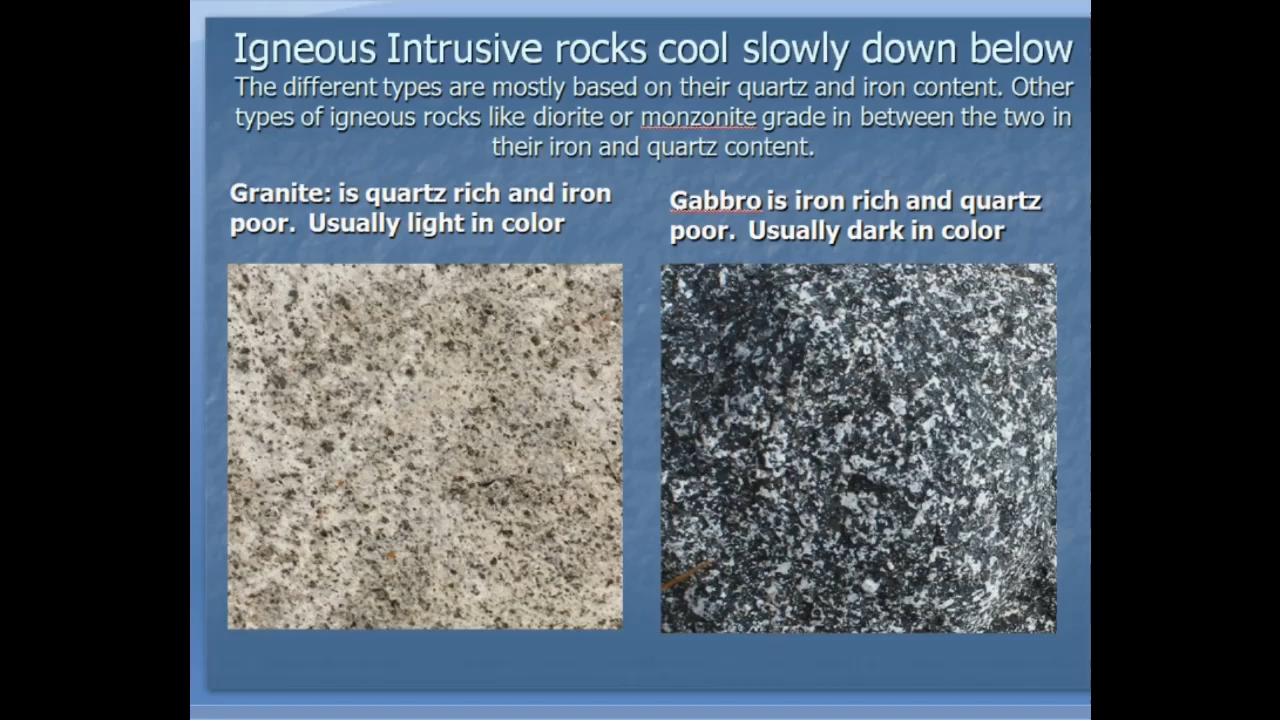 Igneous Intrusive rocks cool slowly down below
The different types are mostly based on their quartz and iron content. Other
types of igneous rocks like diorite or monzonite grade in between the two in
their iron and quartz content.
Granite: is quartz rich and iron
poor. Usually light in color
Gabbro is iron rich and quartz
poor. Usually dark in color